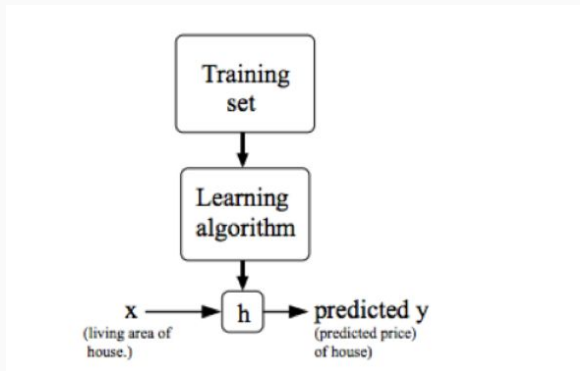 Training
set
Learning
algorithm
x
h
predicted y
(living area of
house.)
(predicted price)
of house)